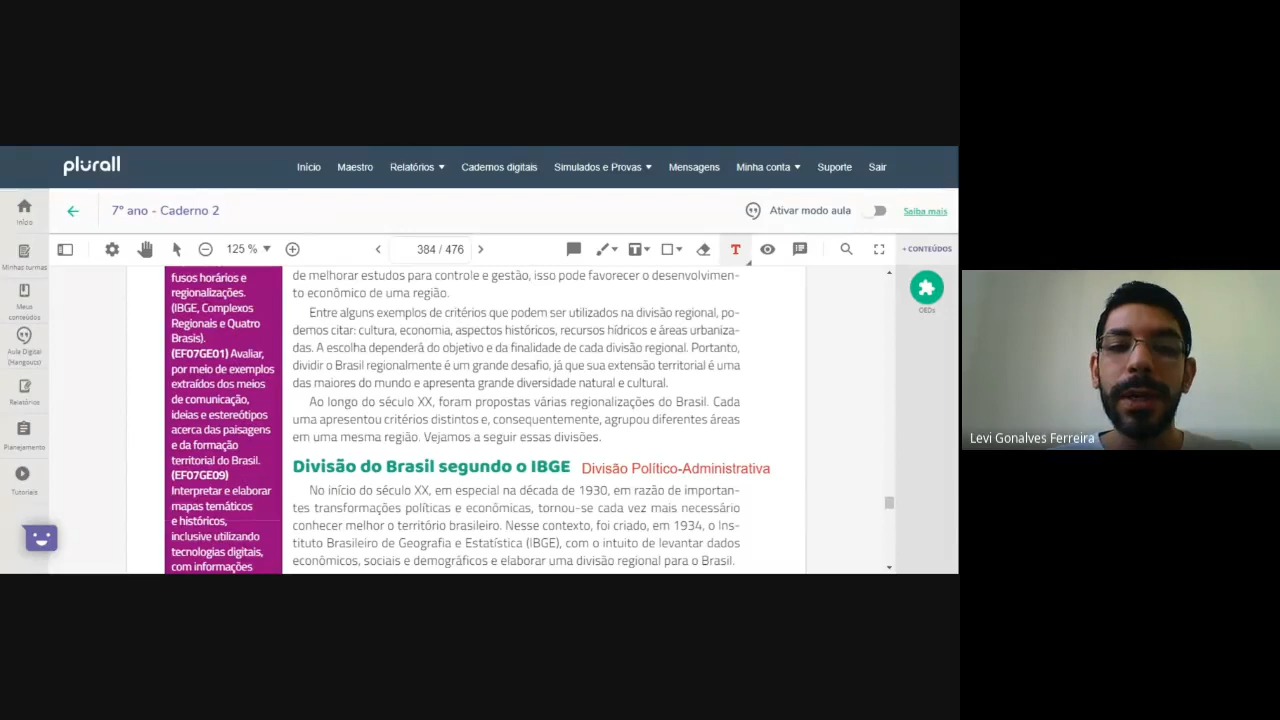 plurall
Início Maestro Relatórios Cadernos digitais Simulados e Provas Mensagens Minha conta Suporte Sair
Início
7º ano - Caderno 2
Ativar modo aula
Saiba mais
125 %
384 / 476
T
T
+ CONTEÚDOS
Minhas turmas
Meus
conteúdos
Aula Digital
(Hangouts)
Relatórios
Planejamento
Tutoriais
OEDs
fusos horários e
regionalizações.
(IBGE, Complexos
Regionais e Quatro
Brasis).
(EF07GE01) Avaliar,
por meio de exemplos
extraídos dos meios
de comunicação,
ideias e estereótipos
acerca das paisagens
e da formação
territorial do Brasil.
(EF07GE09)
Interpretar e elaborar
mapas temáticos
e históricos,
inclusive utilizando
tecnologias digitais,
com informações
de melhorar estudos para controle e gestão, isso pode favorecer o desenvolvimen-
to econômico de uma região.
Entre alguns exemplos de critérios que podem ser utilizados na divisão regional, po-
demos citar: cultura, economia, aspectos históricos, recursos hídricos e áreas urbaniza-
das. A escolha dependerá do objetivo e da finalidade de cada divisão regional. Portanto,
dividir o Brasil regionalmente é um grande desafio, já que sua extensão territorial é uma
das maiores do mundo e apresenta grande diversidade natural e cultural.
Ao longo do século XX, foram propostas várias regionalizações do Brasil. Cada
uma apresentou critérios distintos e, consequentemente, agrupou diferentes áreas
em uma mesma região. Vejamos a seguir essas divisões.
Divisão do Brasil segundo o IBGE Divisão Político-Administrativa
No início do século XX, em especial na década de 1930, em razão de importan-
tes transformações políticas e econômicas, tornou-se cada vez mais necessário
conhecer melhor o território brasileiro. Nesse contexto, foi criado, em 1934, o Ins-
tituto Brasileiro de Geografia e Estatística (IBGE), com o intuito de levantar dados
econômicos, sociais e demográficos e elaborar uma divisão regional para o Brasil.
Levi Gonalves Ferreira